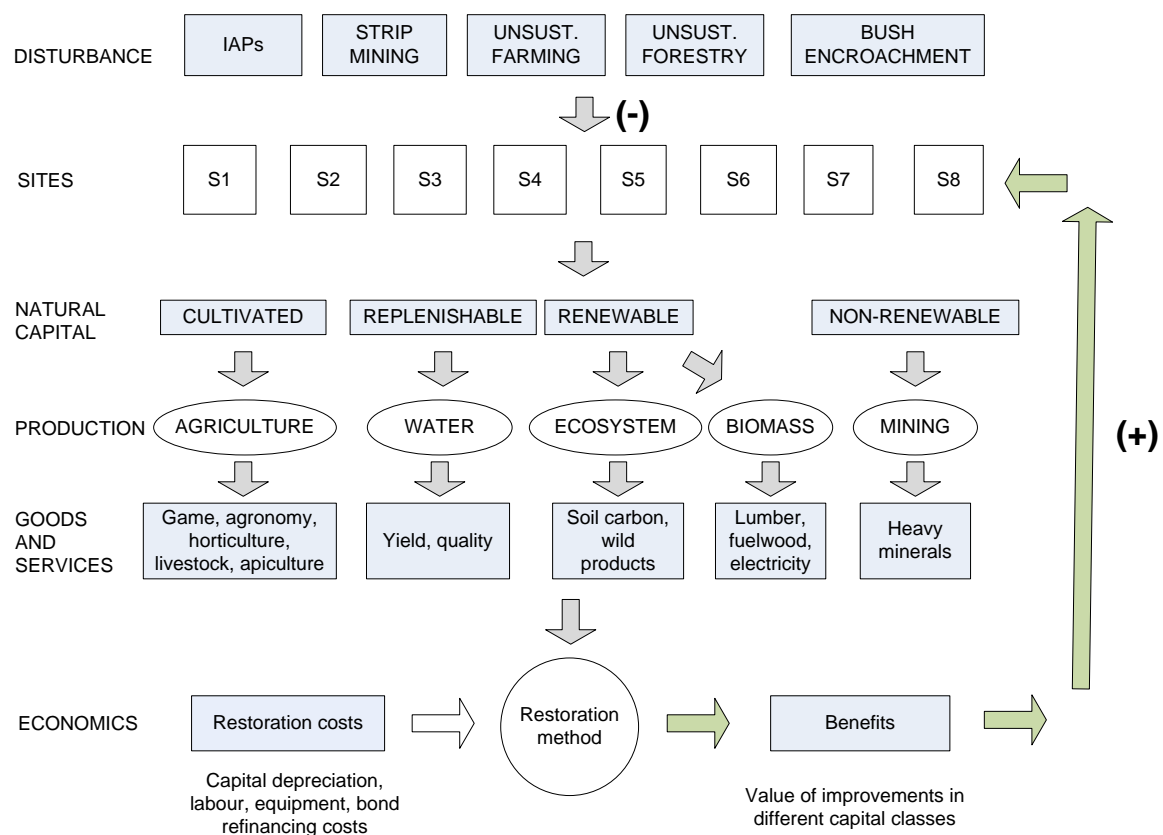 DISTURBANCE
IAPs
STRIP
MINING
UNSUST.
FARMING
UNSUST.
FORESTRY
BUSH
ENCROACHMENT
(-)
SITES
S1
S2
S3
S4
S5
S6
S7
S8
NATURAL
CAPITAL
CULTIVATED
REPLENISHABLE
RENEWABLE
NON-RENEWABLE
PRODUCTION
AGRICULTURE
WATER
ECOSYSTEM
BIOMASS
MINING
(+)
GOODS
AND
SERVICES
Game, agronomy,
horticulture,
livestock, apiculture
Yield, quality
Soil carbon,
wild
products
Lumber,
fuelwood,
electricity
Heavy
minerals
ECONOMICS
Restoration costs
Restoration
method
Benefits
Capital depreciation,
labour, equipment, bond
refinancing costs
Value of improvements in
different capital classes